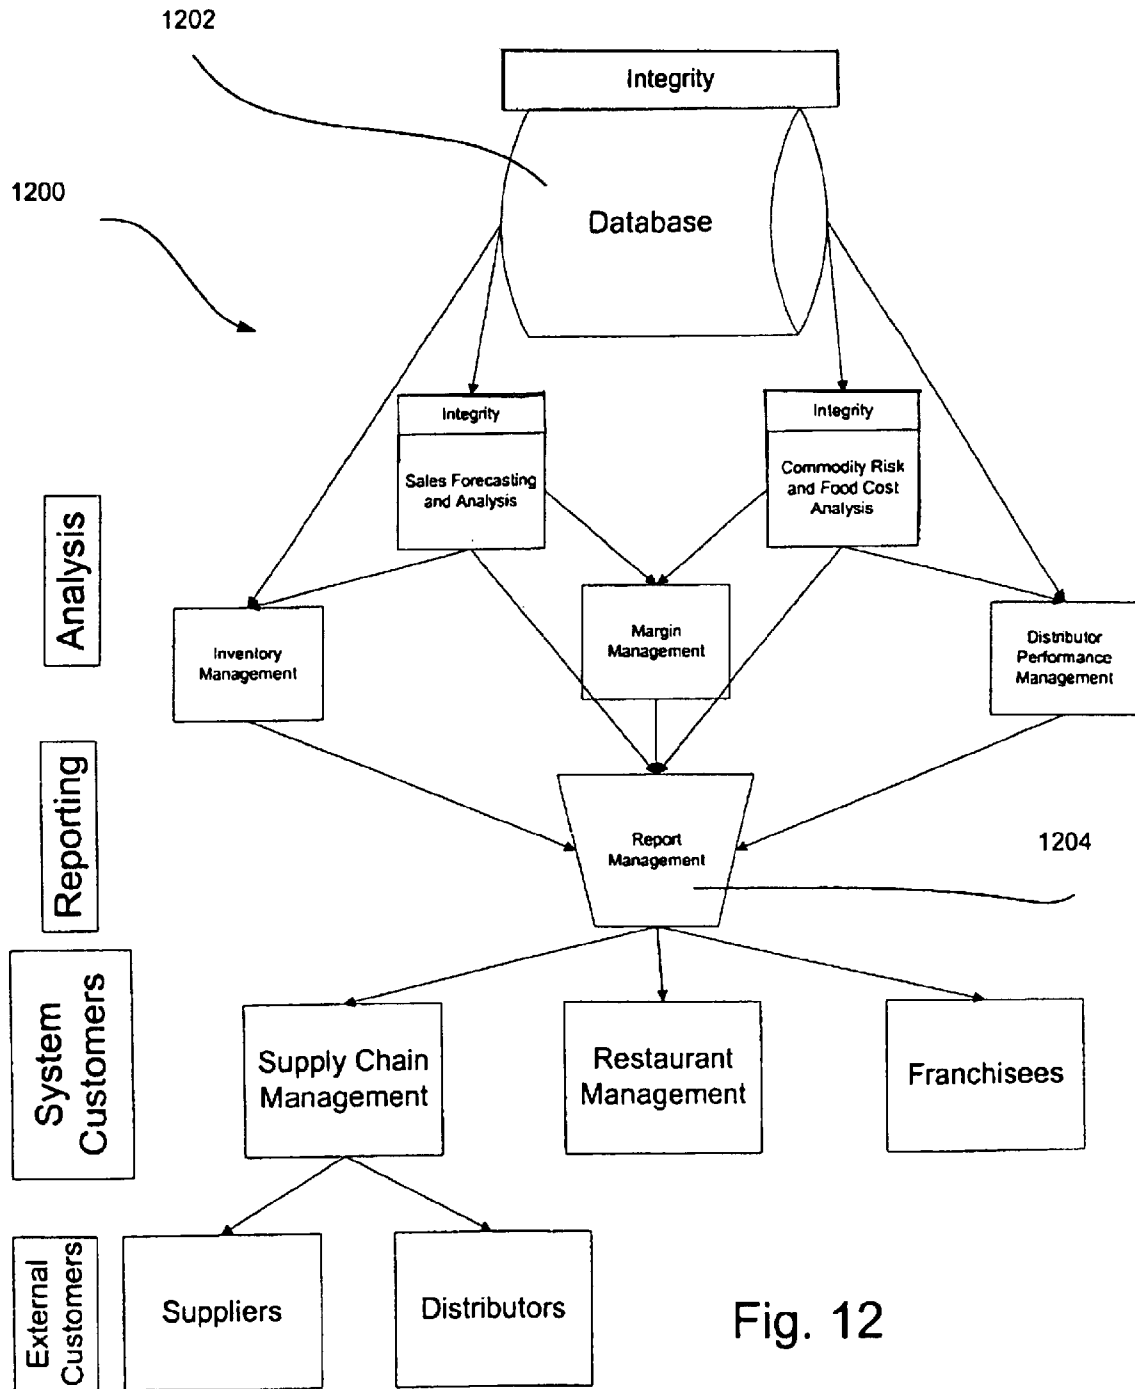 1202
Integrity
1200
Database
Integrity
Sales Forecasting
and Analysis
Integrity
Commodity Risk
and Food Cost
Analysis
Analysis
Inventory
Management
Margin
Management
Distributor
Performance
Management
Reporting
Report
Management
1204
System
Customers
Supply Chain
Management
Restaurant
Management
Franchisees
External
Customers
Suppliers
Distributors
Fig. 12